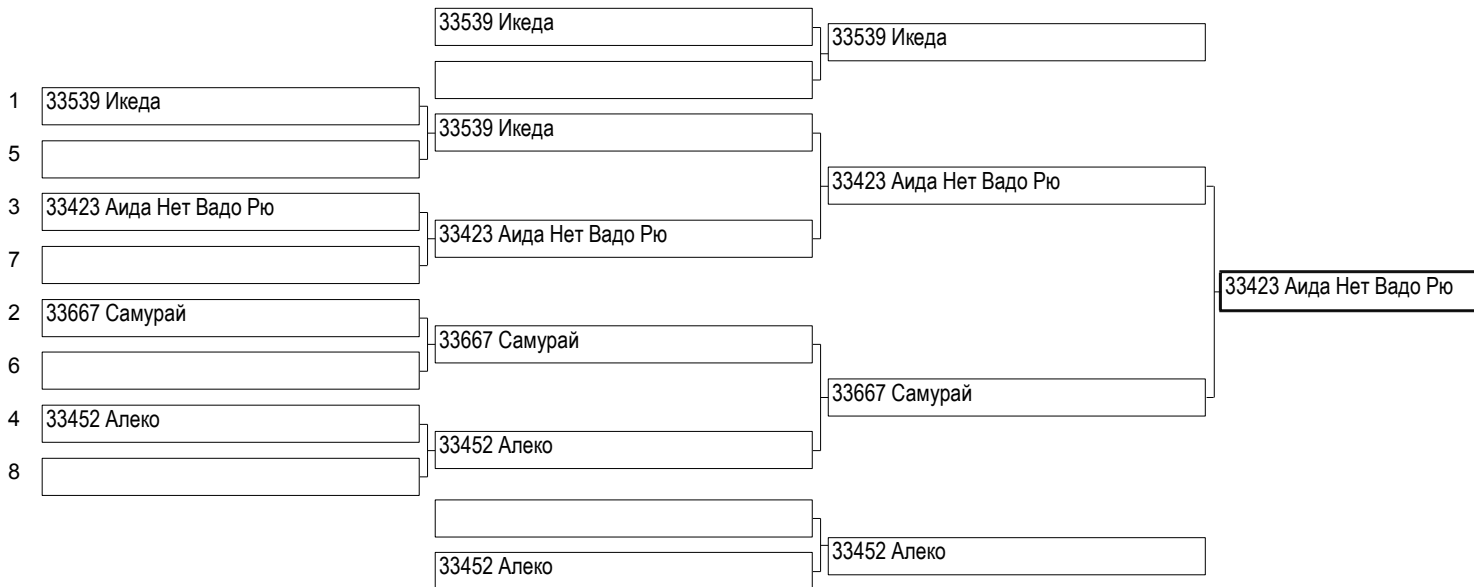 33539 Икеда
33539 Икеда
1 33539 Икеда
33539 Икеда
5
33423 Аида Нет Вадо Рю
3 33423 Аида Нет Вадо Рю
33423 Аида Нет Вадо Рю
7
33423 Аида Нет Вадо Рю
2 33667 Самурай
33667 Самурай
6
33667 Самурай
4 33452 Алеко
33452 Алеко
8
33452 Алеко
33452 Алеко